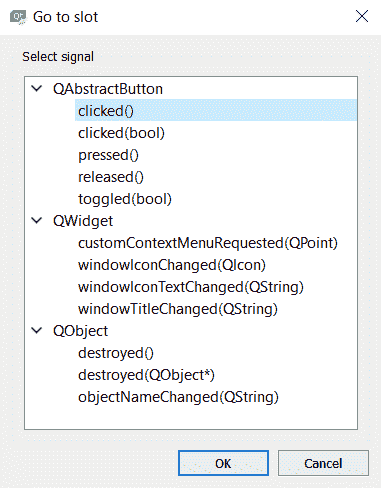 Go to slot
Select signal
QAbstractButton
clicked()
clicked(bool)
pressed()
released()
toggled(bool)
QWidget
customContextMenuRequested(QPoint)
windowIconChanged(QIcon)
windowIconTextChanged(QString)
windowTitleChanged(QString)
QObject
destroyed()
destroyed(QObject*)
objectNameChanged(QString)
OK Cancel